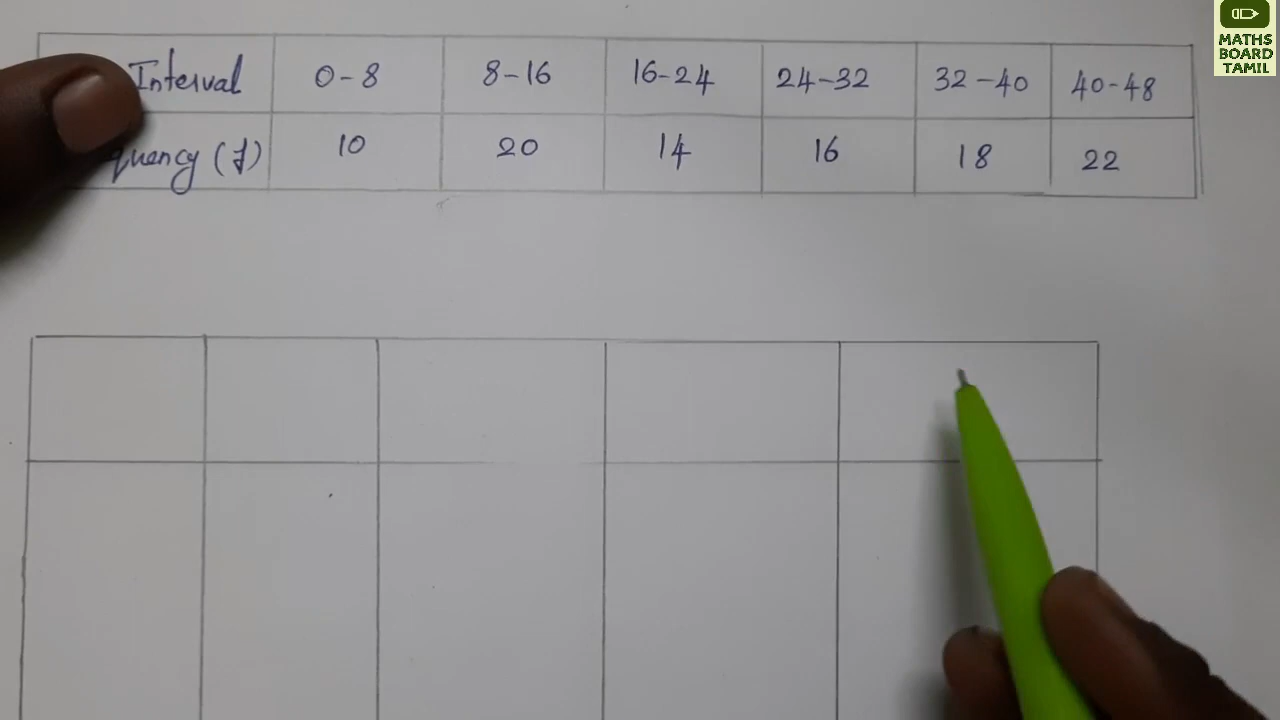 Interval 0-8 8-16 16-24 24-32 32-40 40-48
quency (f) 10 20 14 16 18 22
MATHS
BOARD
TAMIL